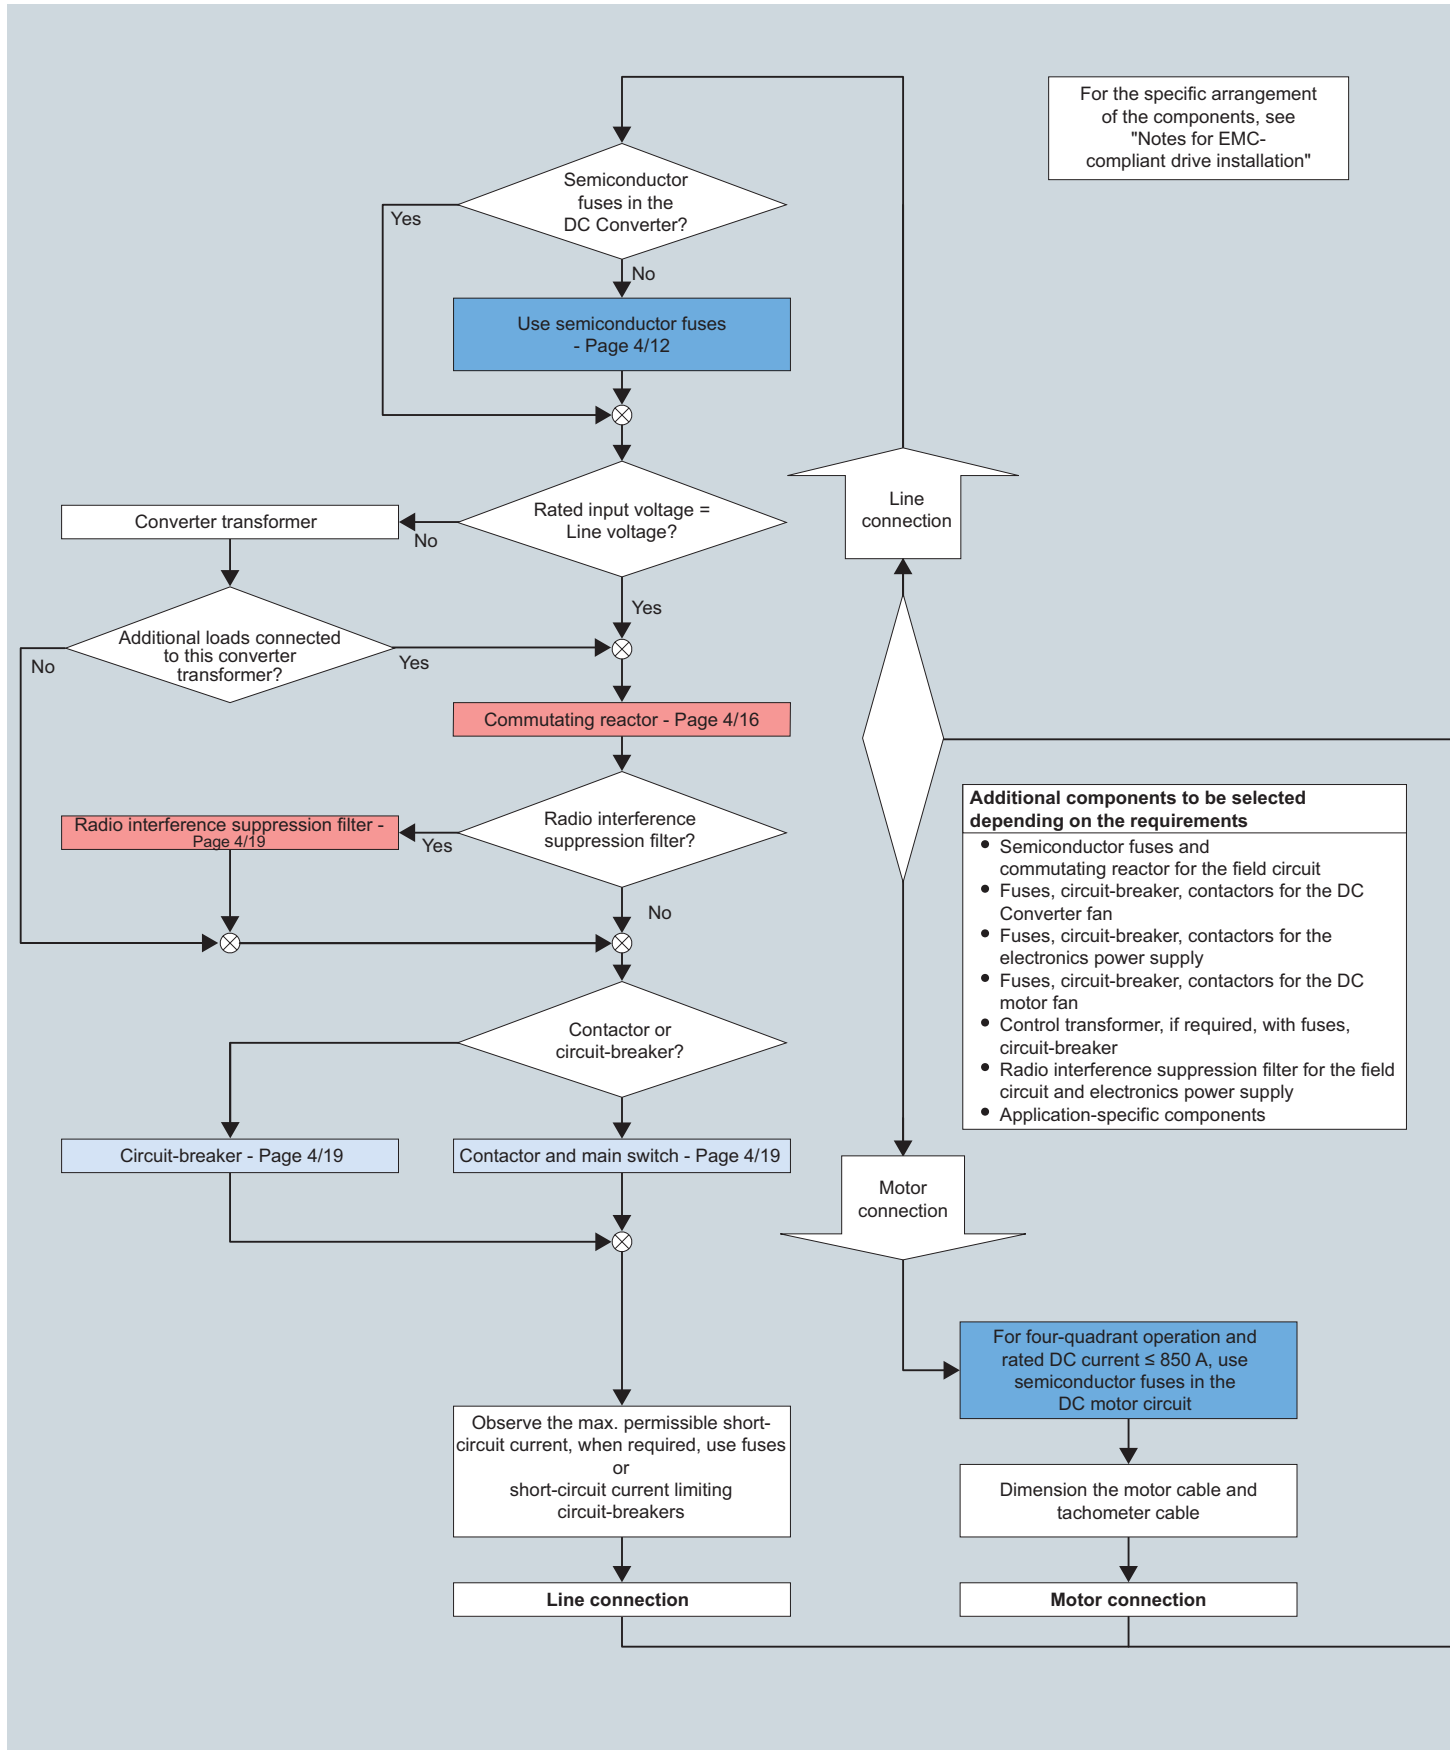 For the specific arrangement
of the components, see
"Notes for EMC-
compliant drive installation"
Semiconductor
fuses in the
DC Converter?
Yes
No
Use semiconductor fuses
- Page 4/12
Line
connection
Rated input voltage =
Line voltage?
Converter transformer
No
Yes
Additional loads connected
to this converter
transformer?
No
Yes
Commutating reactor - Page 4/16
Radio interference
suppression filter?
Radio interference suppression filter -
Page 4/19
Yes
No
Additional components to be selected
depending on the requirements
• Semiconductor fuses and
commutating reactor for the field circuit
• Fuses, circuit-breaker, contactors for the DC
Converter fan
• Fuses, circuit-breaker, contactors for the
electronics power supply
• Fuses, circuit-breaker, contactors for the DC
motor fan
• Control transformer, if required, with fuses,
circuit-breaker
• Radio interference suppression filter for the field
circuit and electronics power supply
• Application-specific components
Contactor or
circuit-breaker?
Circuit-breaker - Page 4/19
Contactor and main switch - Page 4/19
Motor
connection
For four-quadrant operation and
rated DC current ≤ 850 A, use
semiconductor fuses in the
DC motor circuit
Observe the max. permissible short-
circuit current, when required, use fuses
or
short-circuit current limiting
circuit-breakers
Dimension the motor cable and
tachometer cable
Line connection
Motor connection